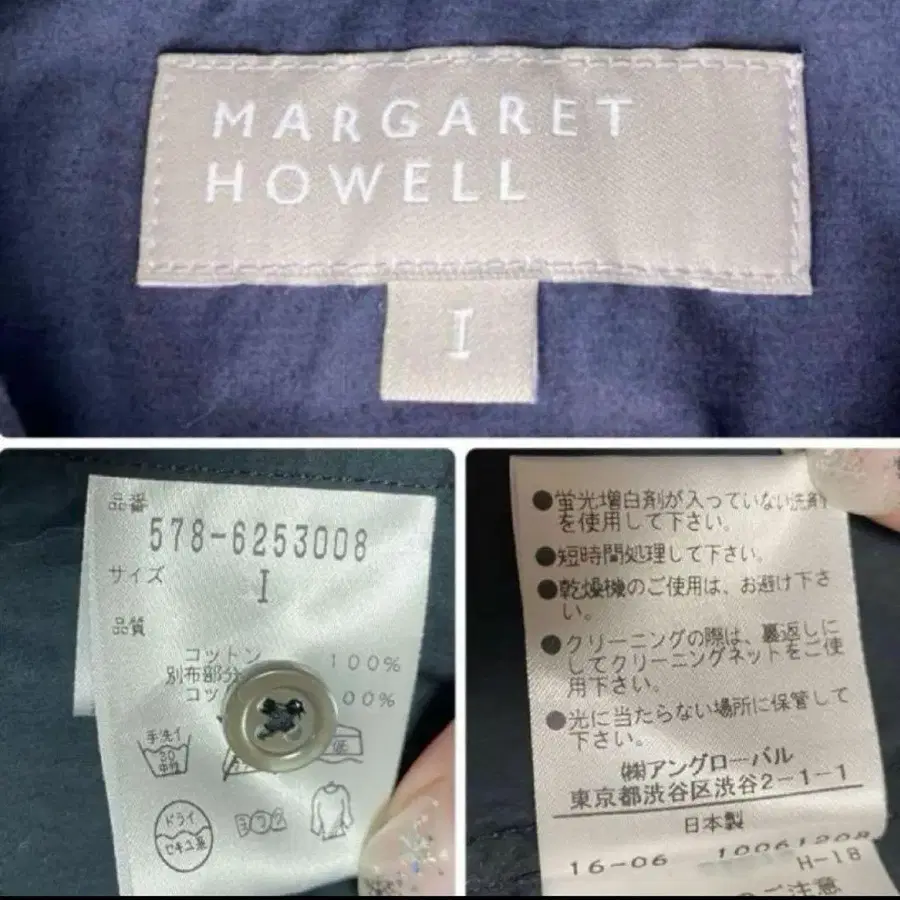 MARGARET
HOWELL
I
品番
578-6253008
サイズ
I
品質
コットン 100%
別布部分
コッ 00%
手洗イ
30
中性
ドライ
セキユ系
●蛍光増白剤が入っていない洗剤
を使用して下さい。
●短時間処理して下さい。
●乾燥機のご使用は、お避け下さ
い。
●クリーニングの際は、裏返しに
してクリーニングネットをご使
用下さい。
●光に当たらない場所に保管して
下さい。
㈱アングローバル
東京都渋谷区渋谷2-1-1
日本製
16-06 10061208
H-18
のご注意